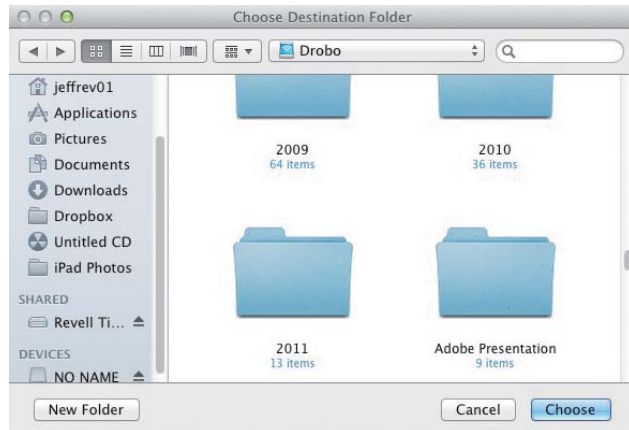 Choose Destination Folder
Drobo
jeffrev01
Applications
Pictures
Documents
Downloads
Dropbox
Untitled CD
iPad Photos
SHARED
Revell Ti...
DEVICES
NO NAME
2009
64 items
2010
36 items
2011
13 items
Adobe Presentation
9 items
New Folder
Cancel
Choose